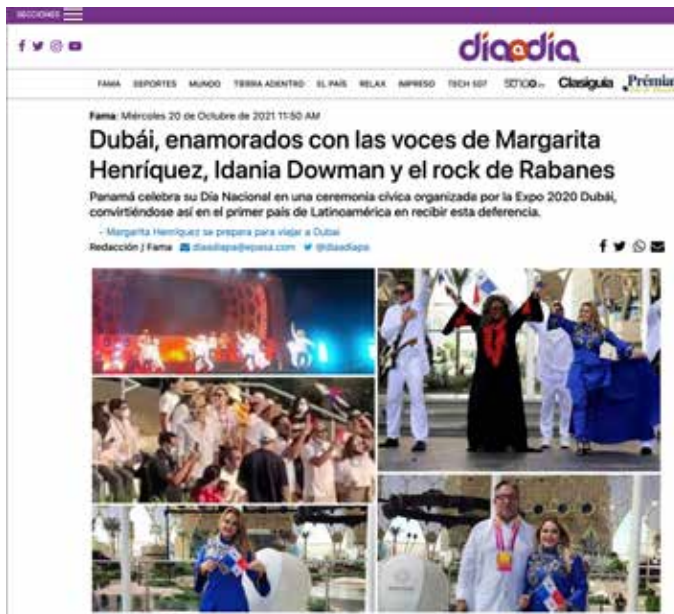 SECCIONES
díaadía
FAMA DEPORTES MUNDO TIERRA ADENTRO EL PAÍS RELAX IMPRESO TECH 507 Clasiguía Prémiate
Fama: Miércoles 20 de Octubre de 2021 11:50 AM
Dubái, enamorados con las voces de Margarita
Henríquez, Idania Dowman y el rock de Rabanes
Panamá celebra su Día Nacional en una ceremonia cívica organizada por la Expo 2020 Dubái,
convirtiéndose así en el primer país de Latinoamérica en recibir esta deferencia.
- Margarita Henríquez se prepara para viajar a Dubai
Redacción / Fama diaadiapa@epasa.com @diaadiapa